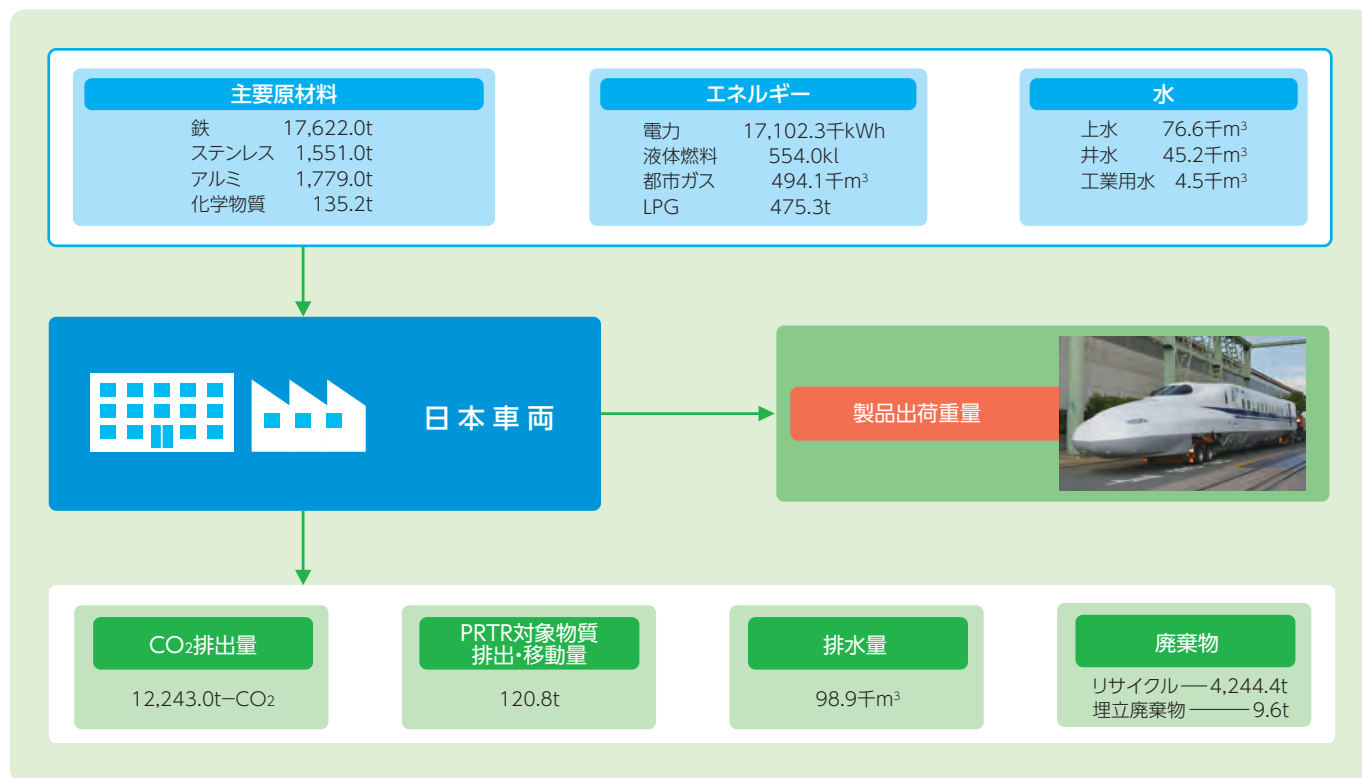 主要原材料
鉄 17,622.0t
ステンレス 1,551.0t
アルミ 1,779.0t
化学物質 135.2t
エネルギー
電力 17,102.3千kWh
液体燃料 554.0kl
都市ガス 494.1千m³
LPG 475.3t
水
上水 76.6千m³
井水 45.2千m³
工業用水 4.5千m³
日本車両
製品出荷重量
CO₂排出量
12,243.0t−CO₂
PRTR対象物質
排出・移動量
120.8t
排水量
98.9千m³
廃棄物
リサイクル──4,244.4t
埋立廃棄物────9.6t